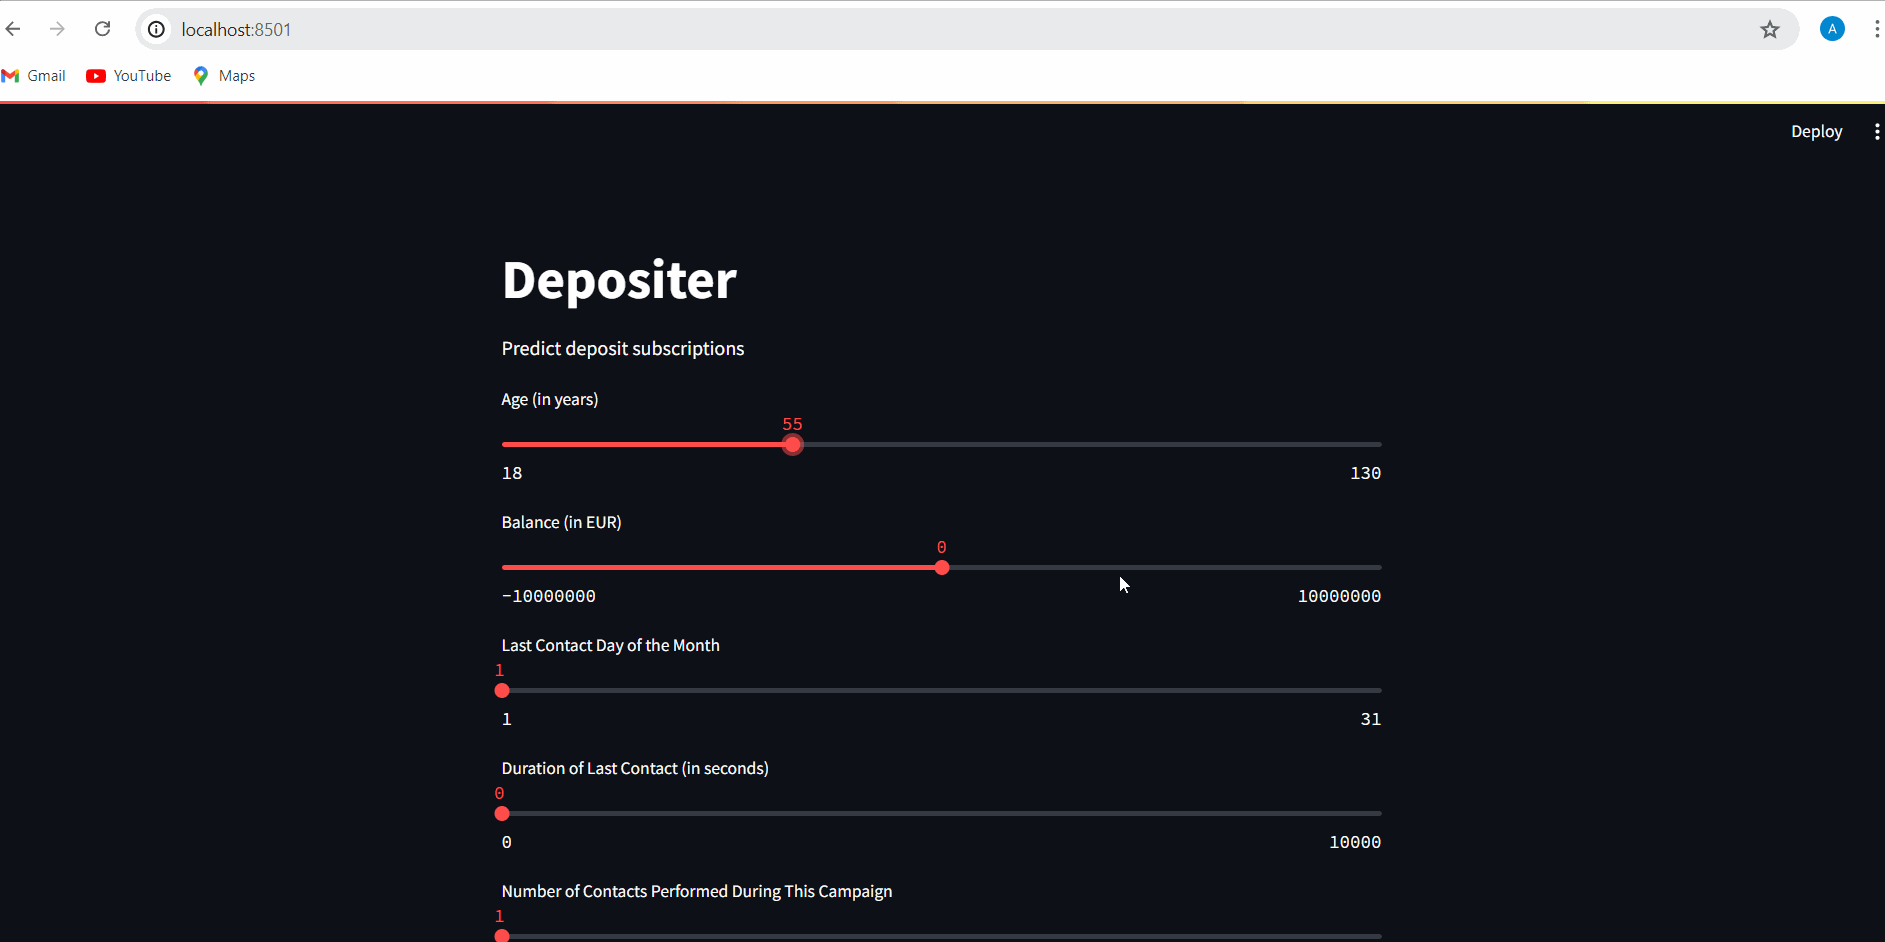 localhost:8501
A
Gmail YouTube Maps
Deploy
Depositer
Predict deposit subscriptions
Age (in years)
55
18 130
Balance (in EUR)
0
-10000000 10000000
Last Contact Day of the Month
1
1 31
Duration of Last Contact (in seconds)
0
0 10000
Number of Contacts Performed During This Campaign
1